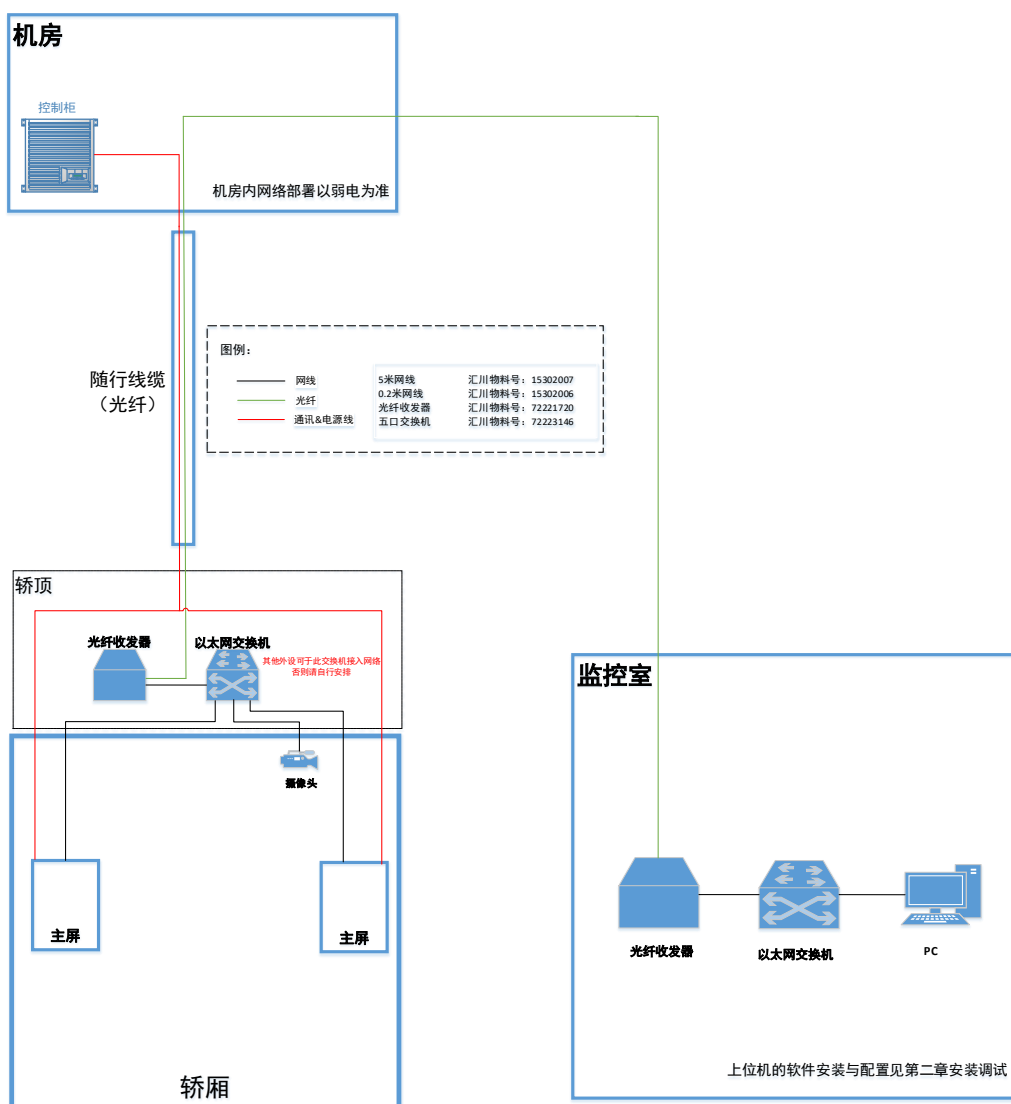 机房
控制柜
机房内网络部署以弱电为准
随行线缆
（光纤）
图例：
网线
光纤
通讯&电源线
5米网线 汇川物料号：15302007
0.2米网线 汇川物料号：15302006
光纤收发器 汇川物料号：72221720
五口交换机 汇川物料号：72223146
轿顶
光纤收发器
以太网交换机
其他外设可于此交换机接入网络
否则请自行安排
摄像头
主屏
主屏
轿厢
监控室
光纤收发器
以太网交换机
PC
上位机的软件安装与配置见第二章安装调试